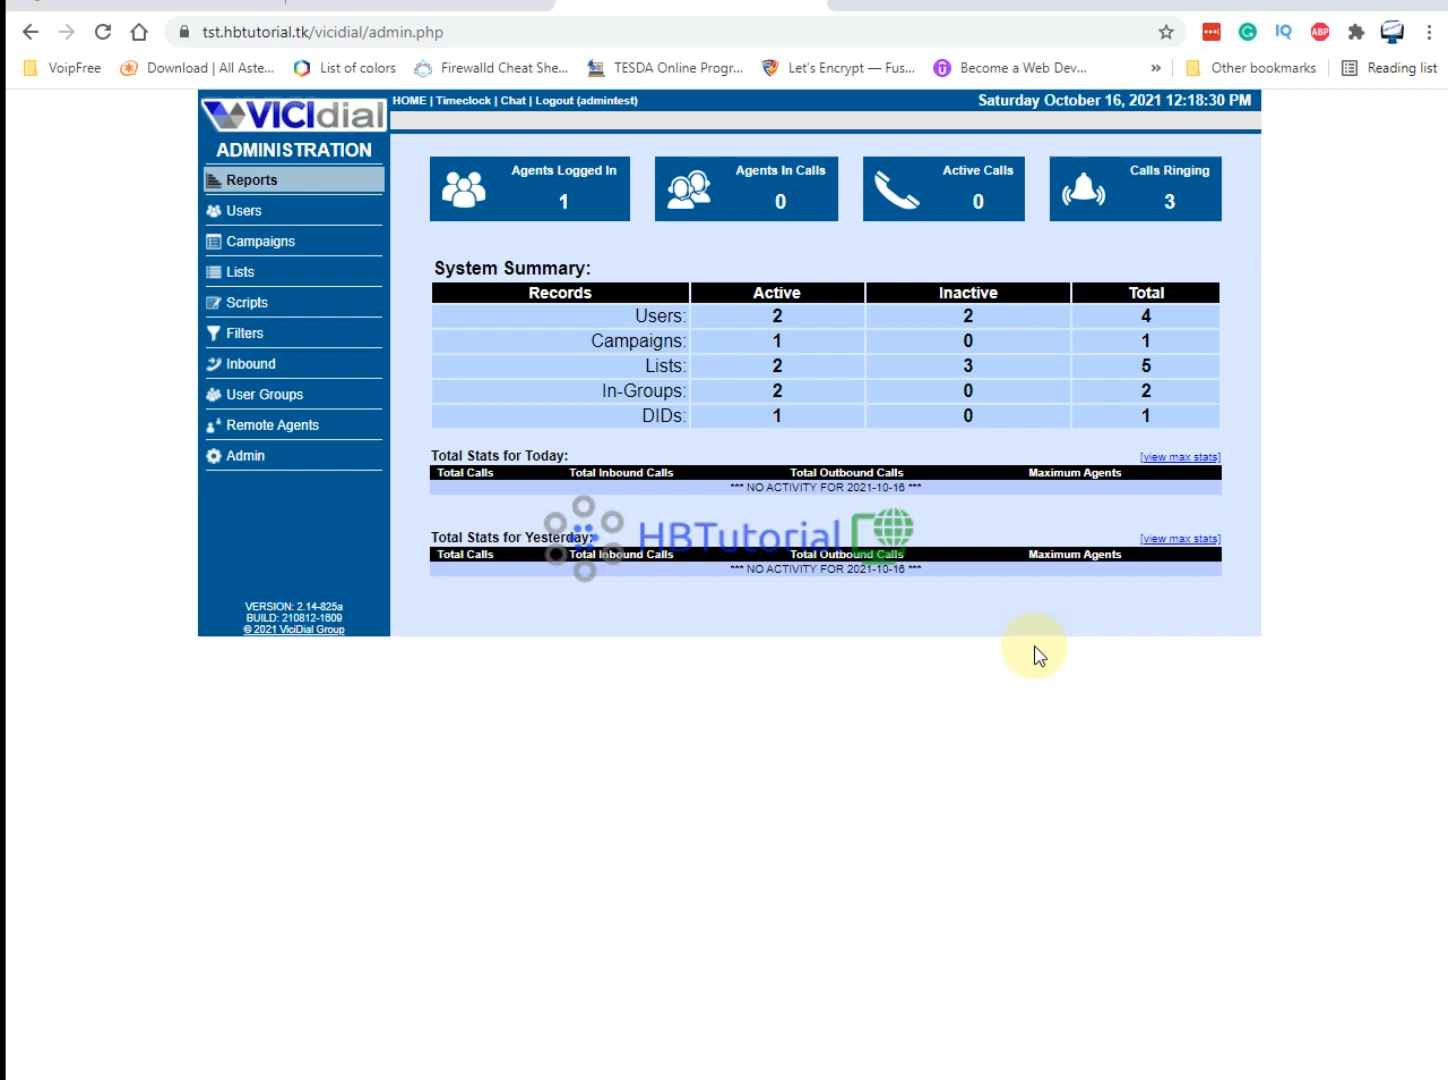 tst.hbtutorial.tk/vicidial/admin.php
IQ ABP
VoipFree Download | All Aste... List of colors Firewalld Cheat She... TESDA Online Progr... Let's Encrypt — Fus... Become a Web Dev... » Other bookmarks Reading list
VICIdial
HOME | Timeclock | Chat | Logout (admintest) Saturday October 16, 2021 12:18:30 PM
ADMINISTRATION
Reports
Users
Campaigns
Lists
Scripts
Filters
Inbound
User Groups
Remote Agents
Admin
VERSION: 2.14-825a
BUILD: 210812-1609
© 2021 ViciDial Group
Agents Logged In
1
Agents In Calls
0
Active Calls
0
Calls Ringing
3
System Summary:
Records Active Inactive Total
Users: 2 2 4
Campaigns: 1 0 1
Lists: 2 3 5
In-Groups: 2 0 2
DIDs: 1 0 1
Total Stats for Today: [view max stats]
Total Calls Total Inbound Calls Total Outbound Calls Maximum Agents
*** NO ACTIVITY FOR 2021-10-16 ***
HBTutorial
Total Stats for Yesterday: [view max stats]
Total Calls Total Inbound Calls Total Outbound Calls Maximum Agents
*** NO ACTIVITY FOR 2021-10-16 ***